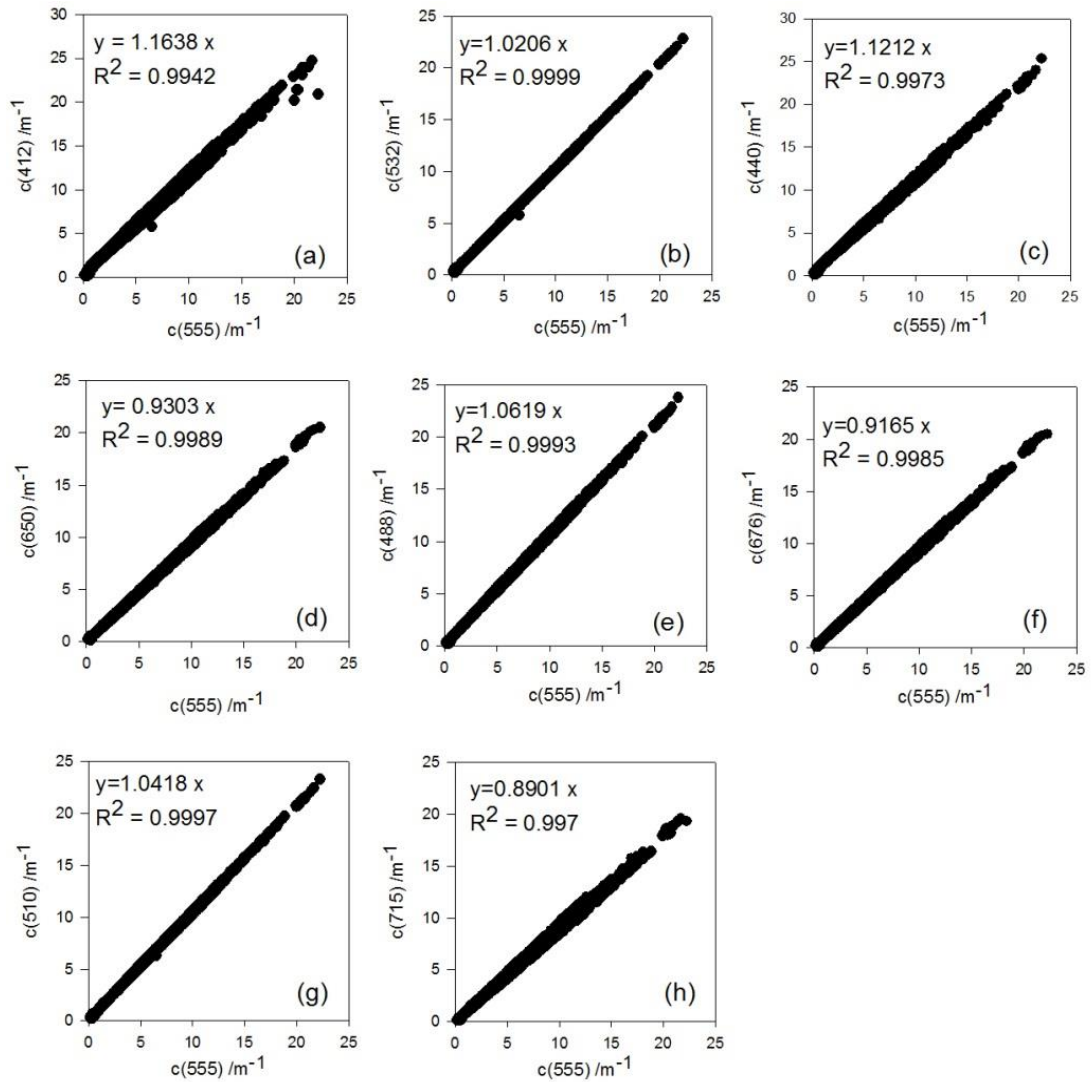 y = 1.1638 x
R² = 0.9942
30
25
20
15
10
5
0
c(412) /m⁻¹
(a)
0 5 10 15 20 25
c(555) /m⁻¹
y=1.0206 x
R² = 0.9999
25
20
15
10
5
0
c(532) /m⁻¹
(b)
0 5 10 15 20 25
c(555) /m⁻¹
y=1.1212 x
R² = 0.9973
30
25
20
15
10
5
0
c(440) /m⁻¹
(c)
0 5 10 15 20 25
c(555) /m⁻¹
y= 0.9303 x
R² = 0.9989
25
20
15
10
5
0
c(650) /m⁻¹
(d)
0 5 10 15 20 25
c(555) /m⁻¹
y=1.0619 x
R² = 0.9993
25
20
15
10
5
0
c(488) /m⁻¹
(e)
0 5 10 15 20 25
c(555) /m⁻¹
y=0.9165 x
R² = 0.9985
25
20
15
10
5
0
c(676) /m⁻¹
(f)
0 5 10 15 20 25
c(555) /m⁻¹
y=1.0418 x
R² = 0.9997
25
20
15
10
5
0
c(510) /m⁻¹
(g)
0 5 10 15 20 25
c(555) /m⁻¹
y=0.8901 x
R² = 0.997
25
20
15
10
5
0
c(715) /m⁻¹
(h)
0 5 10 15 20 25
c(555) /m⁻¹